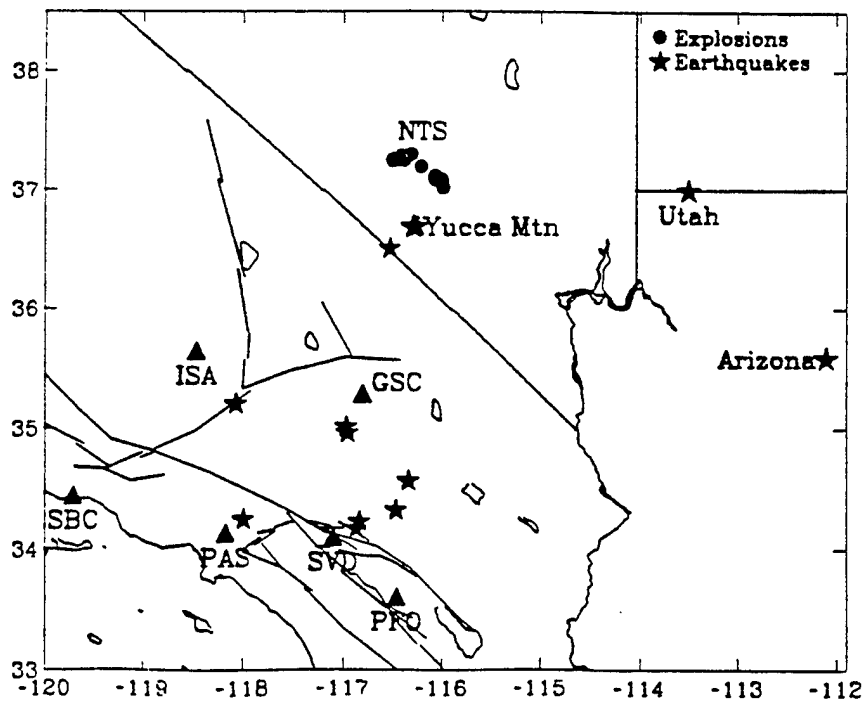 Explosions
Earthquakes
38
NTS
37
Yucca Mtn
Utah
36
ISA
GSC
Arizona
35
SBC
PAS
SVD
34
PFO
33
-120
-119
-118
-117
-116
-115
-114
-113
-112